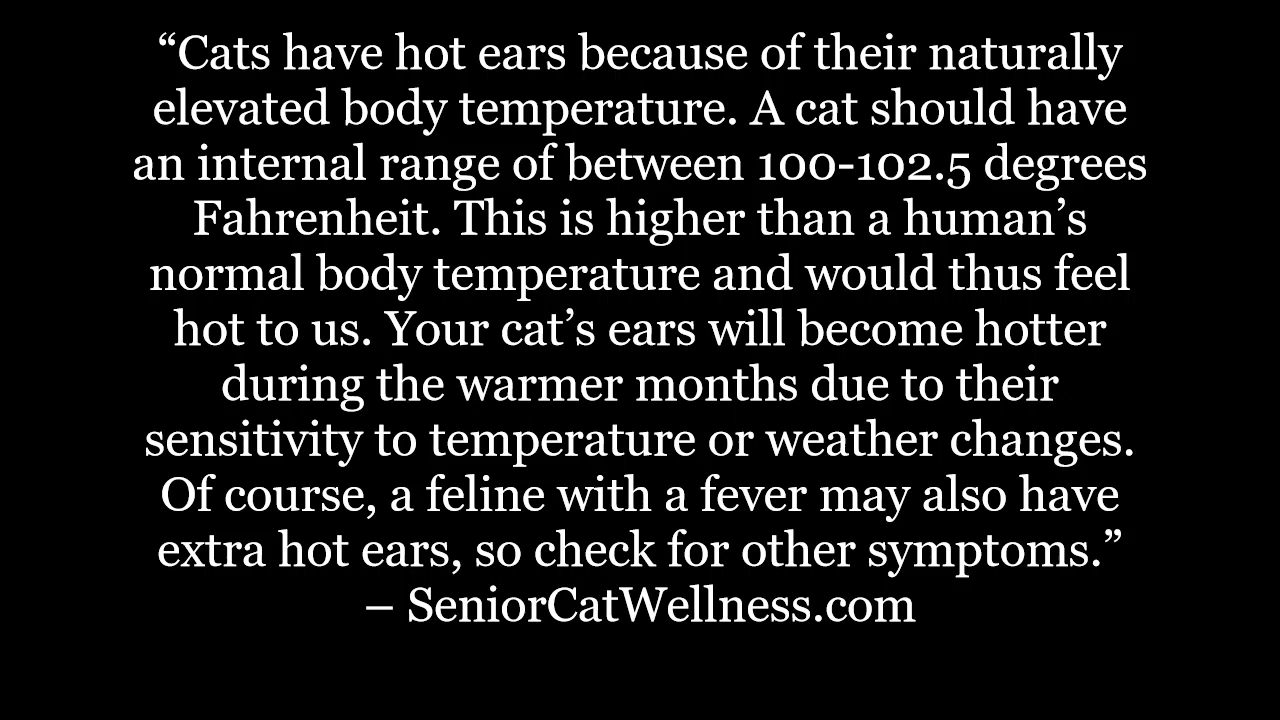 “Cats have hot ears because of their naturally
elevated body temperature. A cat should have
an internal range of between 100-102.5 degrees
Fahrenheit. This is higher than a human’s
normal body temperature and would thus feel
hot to us. Your cat’s ears will become hotter
during the warmer months due to their
sensitivity to temperature or weather changes.
Of course, a feline with a fever may also have
extra hot ears, so check for other symptoms.”
– SeniorCatWellness.com